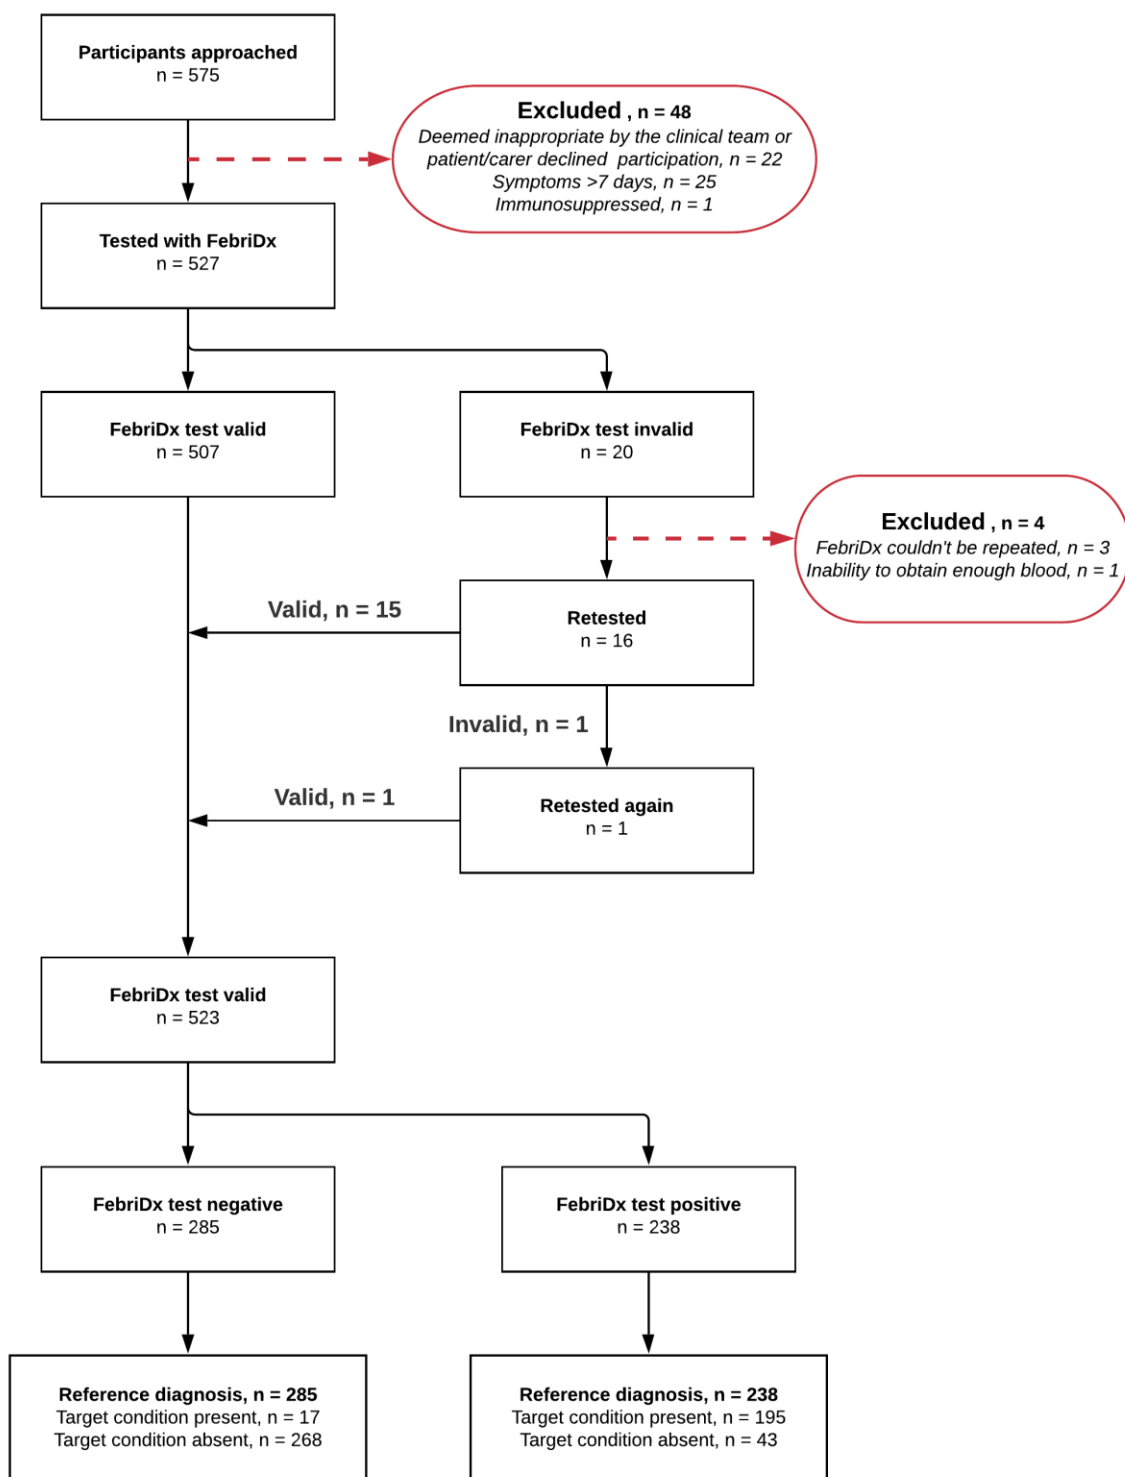 Participants approached
n = 575
Excluded , n = 48
Deemed inappropriate by the clinical team or
patient/carer declined participation, n = 22
Symptoms >7 days, n = 25
Immunosuppressed, n = 1
Tested with FebriDx
n = 527
FebriDx test valid
n = 507
FebriDx test invalid
n = 20
Excluded , n = 4
FebriDx couldn't be repeated, n = 3
Inability to obtain enough blood, n = 1
Valid, n = 15
Retested
n = 16
Invalid, n = 1
Valid, n = 1
Retested again
n = 1
FebriDx test valid
n = 523
FebriDx test negative
n = 285
FebriDx test positive
n = 238
Reference diagnosis, n = 285
Target condition present, n = 17
Target condition absent, n = 268
Reference diagnosis, n = 238
Target condition present, n = 195
Target condition absent, n = 43